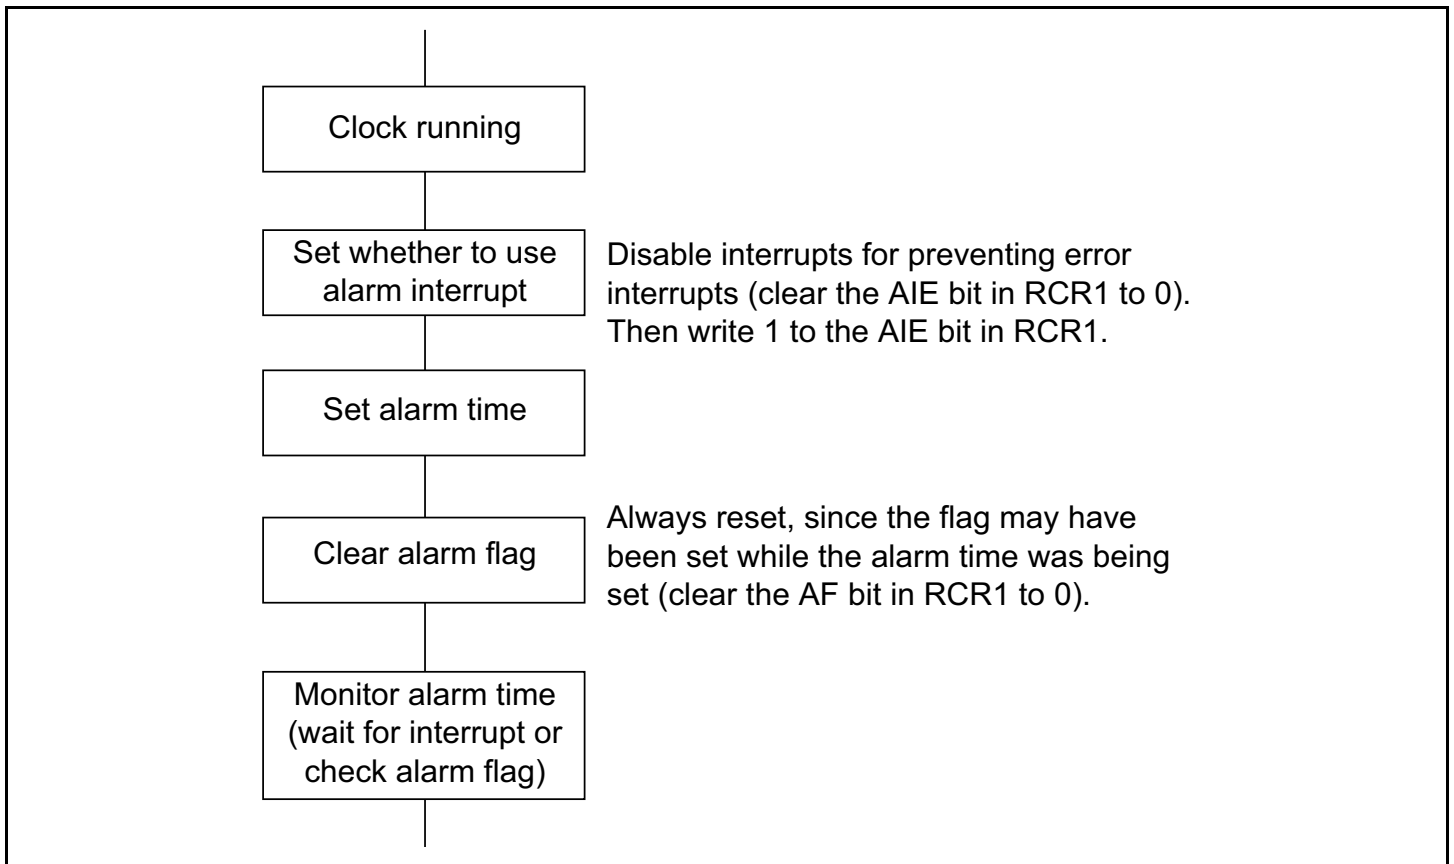 Clock running
Set whether to use
alarm interrupt
Disable interrupts for preventing error
interrupts (clear the AIE bit in RCR1 to 0).
Then write 1 to the AIE bit in RCR1.
Set alarm time
Clear alarm flag
Always reset, since the flag may have
been set while the alarm time was being
set (clear the AF bit in RCR1 to 0).
Monitor alarm time
(wait for interrupt or
check alarm flag)